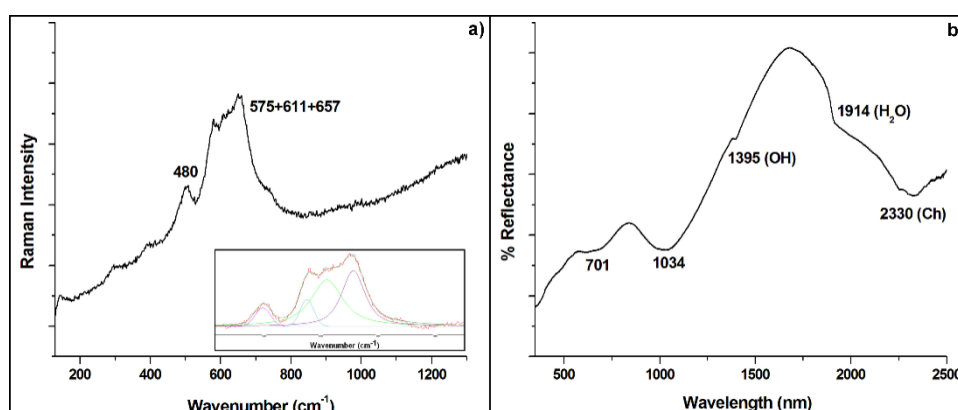 a)
Raman Intensity
480
575+611+657
Wavenumber (cm-1)
200 400 600 800 1000 1200
Wavenumber (cm-1)
b
% Reflectance
701
1034
1395 (OH)
1914 (H2O)
2330 (Ch)
500 1000 1500 2000 2500
Wavelength (nm)